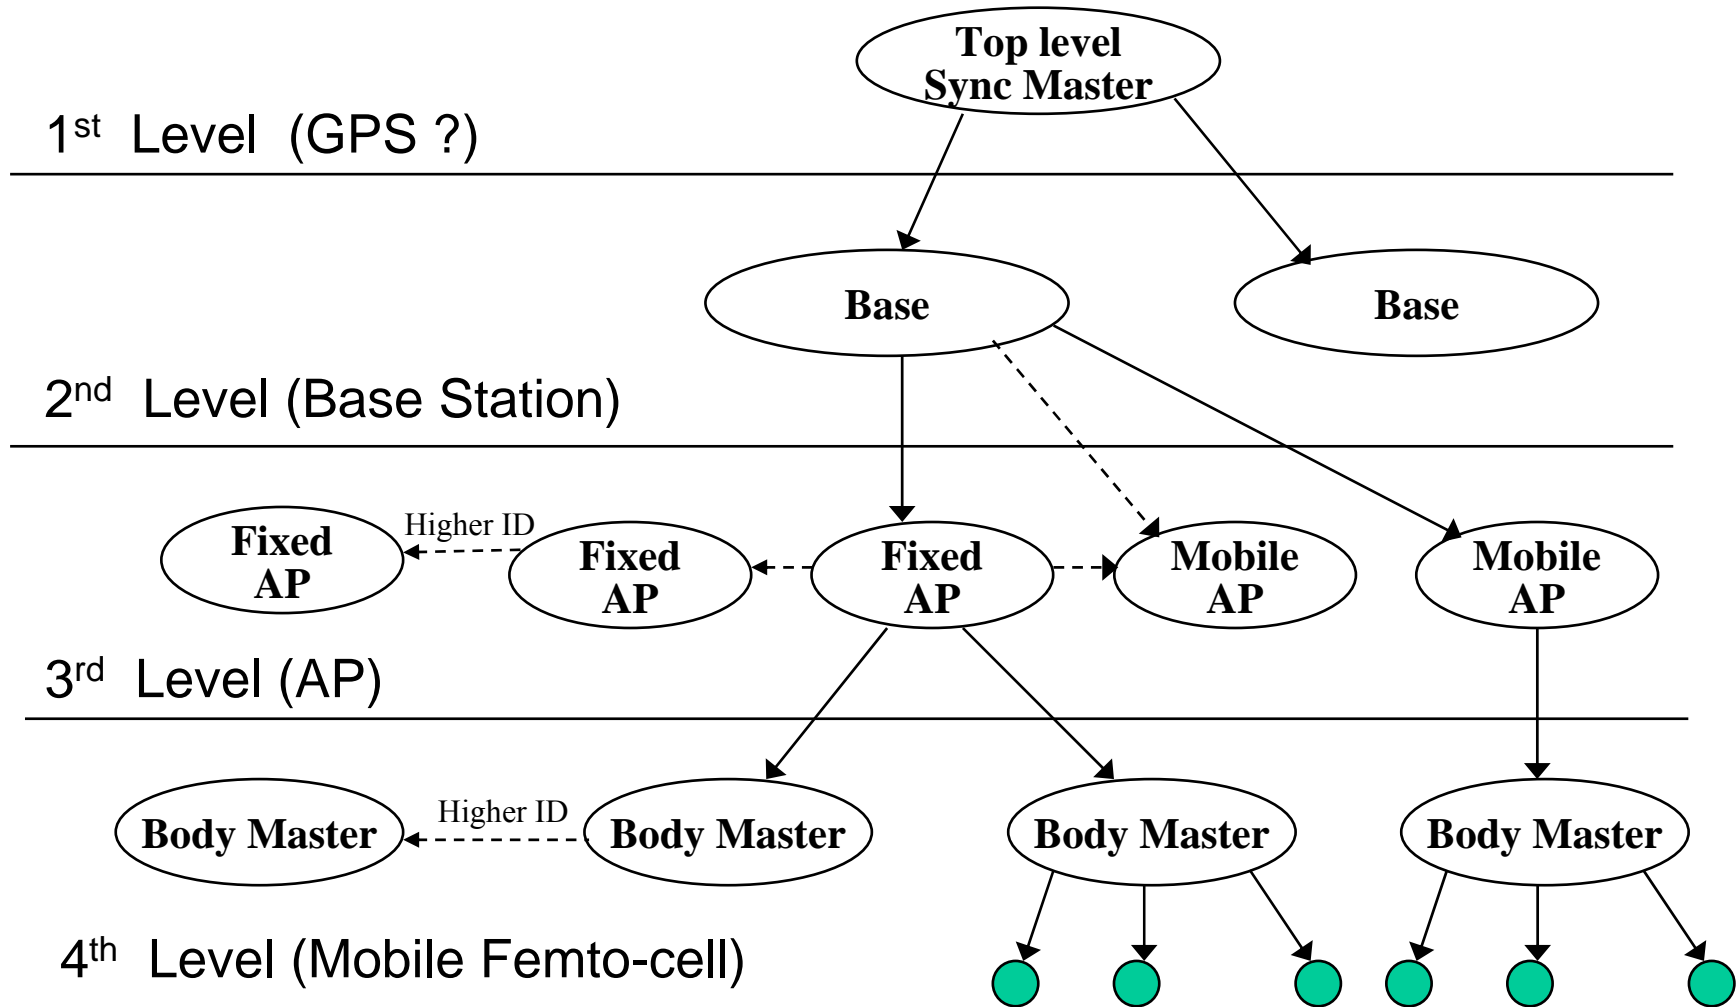 Top level
Sync Master
1st Level (GPS ?)
Base
Base
2nd Level (Base Station)
Higher ID
Fixed
AP
Fixed
AP
Fixed
AP
Mobile
AP
Mobile
AP
3rd Level (AP)
Higher ID
Body Master
Body Master
Body Master
Body Master
4th Level (Mobile Femto-cell)